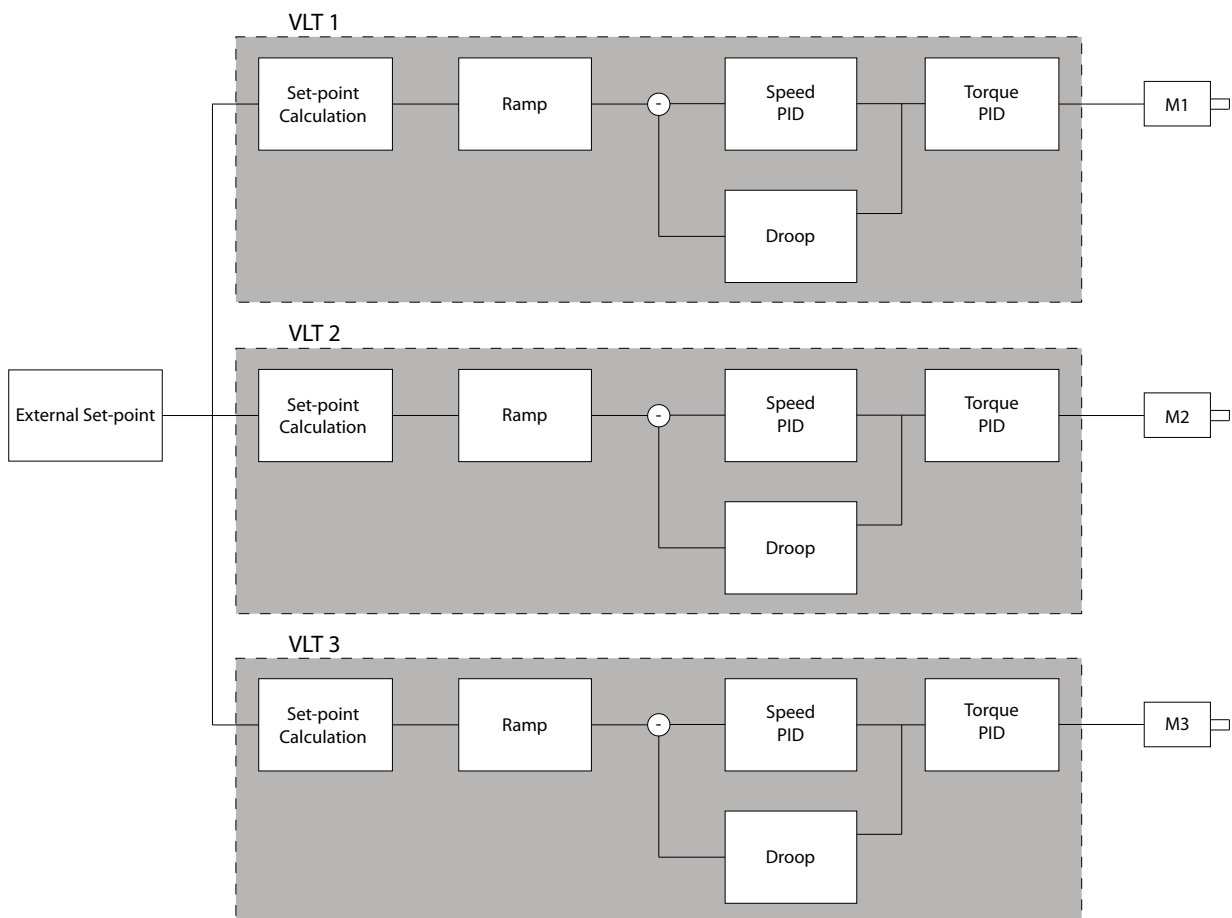 VLT 1
Set-point
Calculation
Ramp
-
Speed
PID
Torque
PID
M1
Droop
External Set-point
VLT 2
Set-point
Calculation
Ramp
-
Speed
PID
Torque
PID
M2
Droop
VLT 3
Set-point
Calculation
Ramp
-
Speed
PID
Torque
PID
M3
Droop